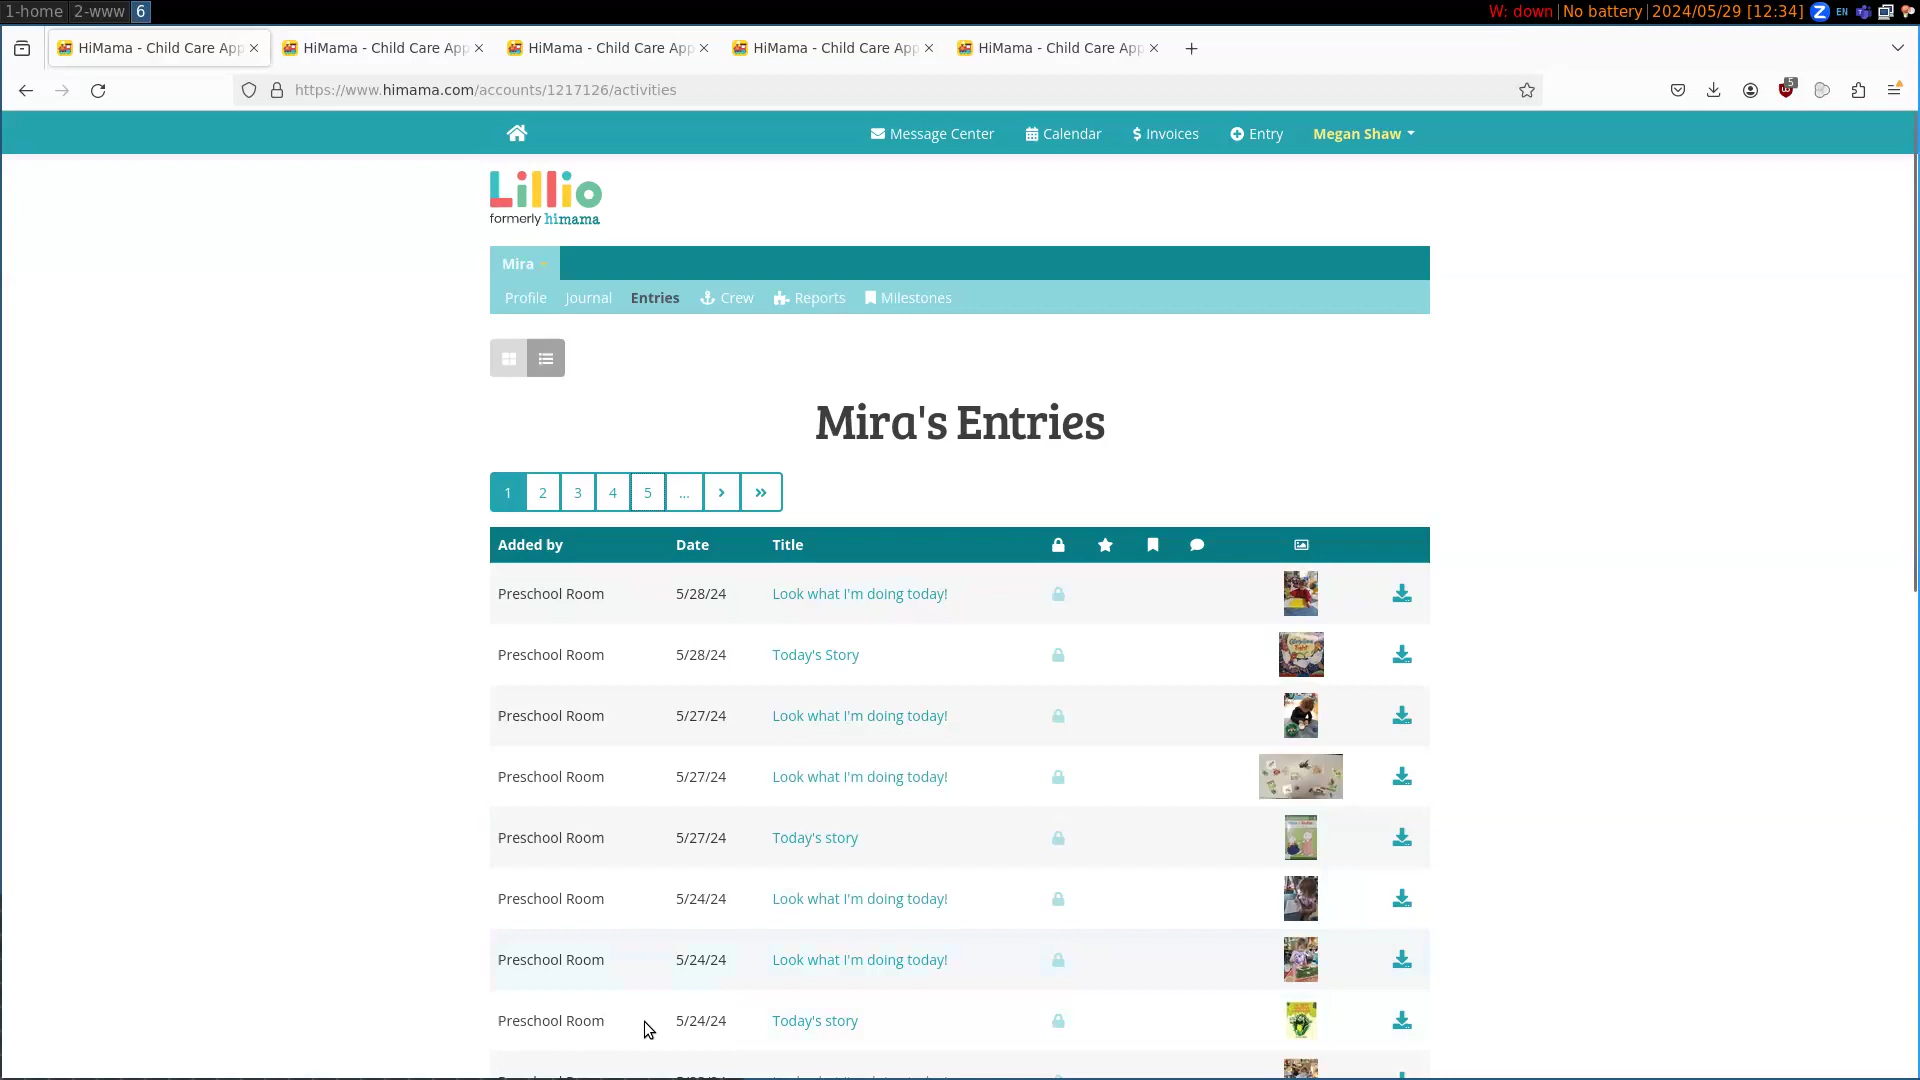 1-home 2-www 6 W: down No battery 2024/05/29 [12:34] Z EN
HiMama - Child Care App HiMama - Child Care App HiMama - Child Care App HiMama - Child Care App HiMama - Child Care App
https://www.himama.com/accounts/1217126/activities 5
Message Center Calendar Invoices Entry Megan Shaw
Lillio
formerly himama
Mira
Profile Journal Entries Crew Reports Milestones
Mira's Entries
1 2 3 4 5 ... › »
Added by Date Title
Preschool Room 5/28/24 Look what I'm doing today!
Preschool Room 5/28/24 Today's Story
Preschool Room 5/27/24 Look what I'm doing today!
Preschool Room 5/27/24 Look what I'm doing today!
Preschool Room 5/27/24 Today's story
Preschool Room 5/24/24 Look what I'm doing today!
Preschool Room 5/24/24 Look what I'm doing today!
Preschool Room 5/24/24 Today's story